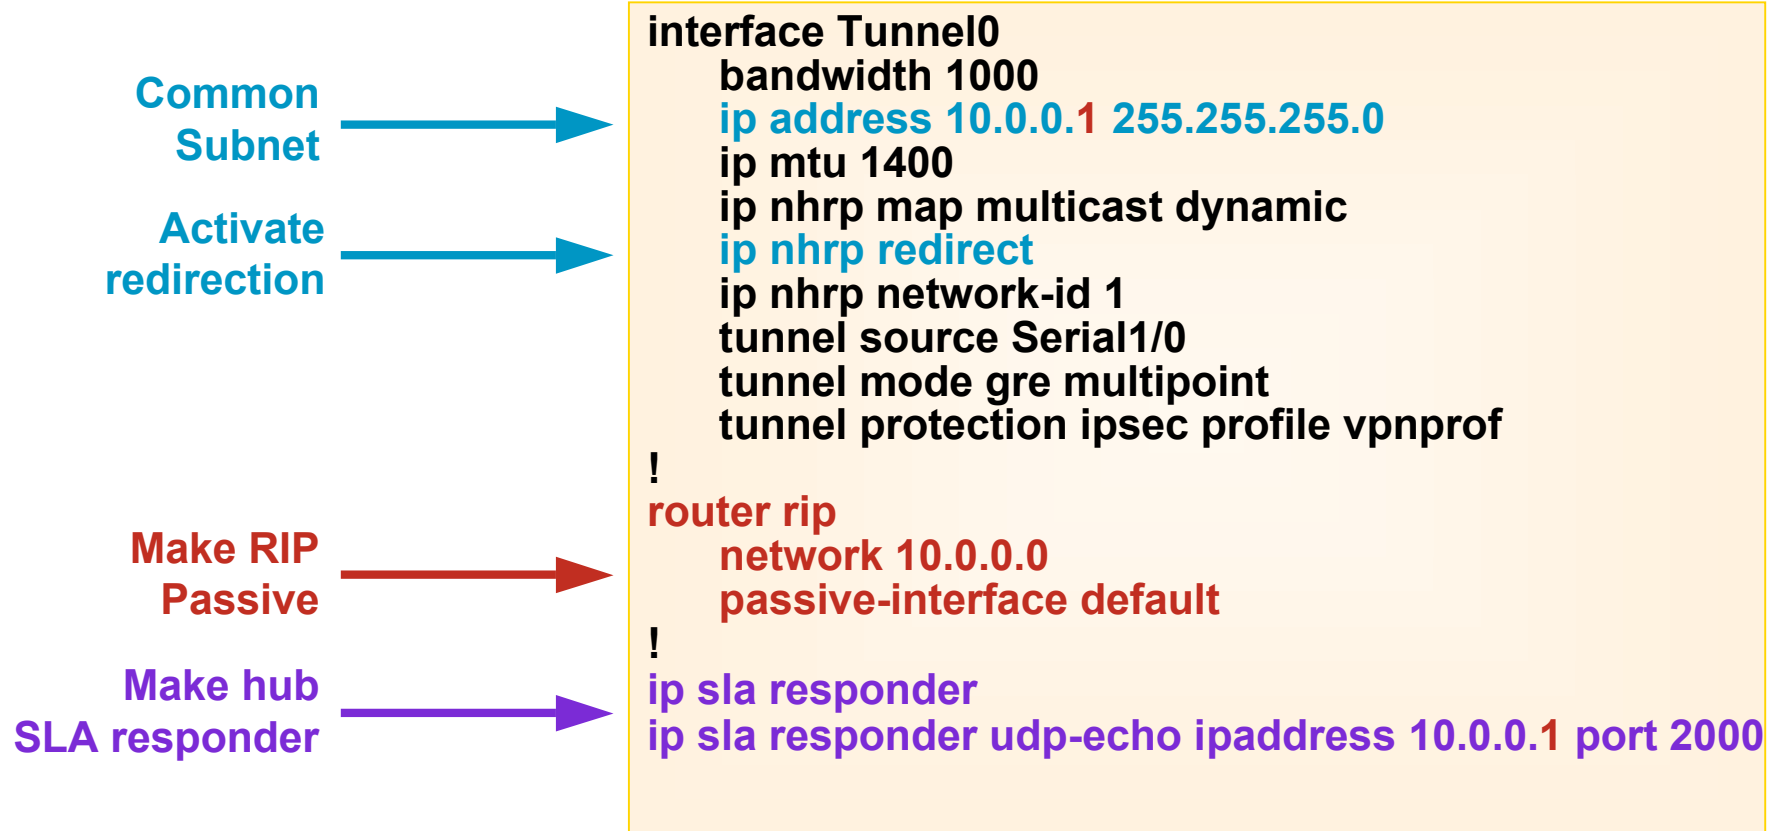 interface Tunnel0
bandwidth 1000
Common
Subnet
ip address 10.0.0.1 255.255.255.0
ip mtu 1400
ip nhrp map multicast dynamic
Activate
redirection
ip nhrp redirect
ip nhrp network-id 1
tunnel source Serial1/0
tunnel mode gre multipoint
tunnel protection ipsec profile vpnprof
!
router rip
Make RIP
Passive
network 10.0.0.0
passive-interface default
!
Make hub
SLA responder
ip sla responder
ip sla responder udp-echo ipaddress 10.0.0.1 port 2000